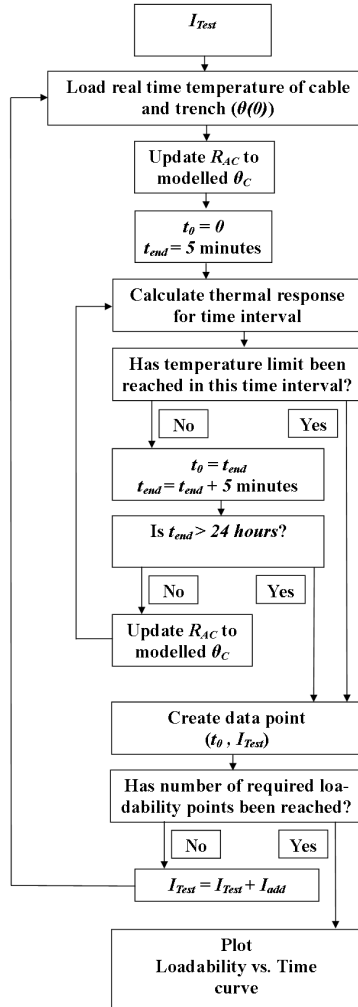 I_Test
Load real time temperature of cable
and trench (θ(0))
Update R_AC to
modelled θ_C
t_0 = 0
t_end = 5 minutes
Calculate thermal response
for time interval
Has temperature limit been
reached in this time interval?
No
Yes
t_0 = t_end
t_end = t_end + 5 minutes
Is t_end > 24 hours?
No
Yes
Update R_AC to
modelled θ_C
Create data point
(t_0 , I_Test)
Has number of required loa-
dability points been reached?
No
Yes
I_Test = I_Test + I_add
Plot
Loadability vs. Time
curve